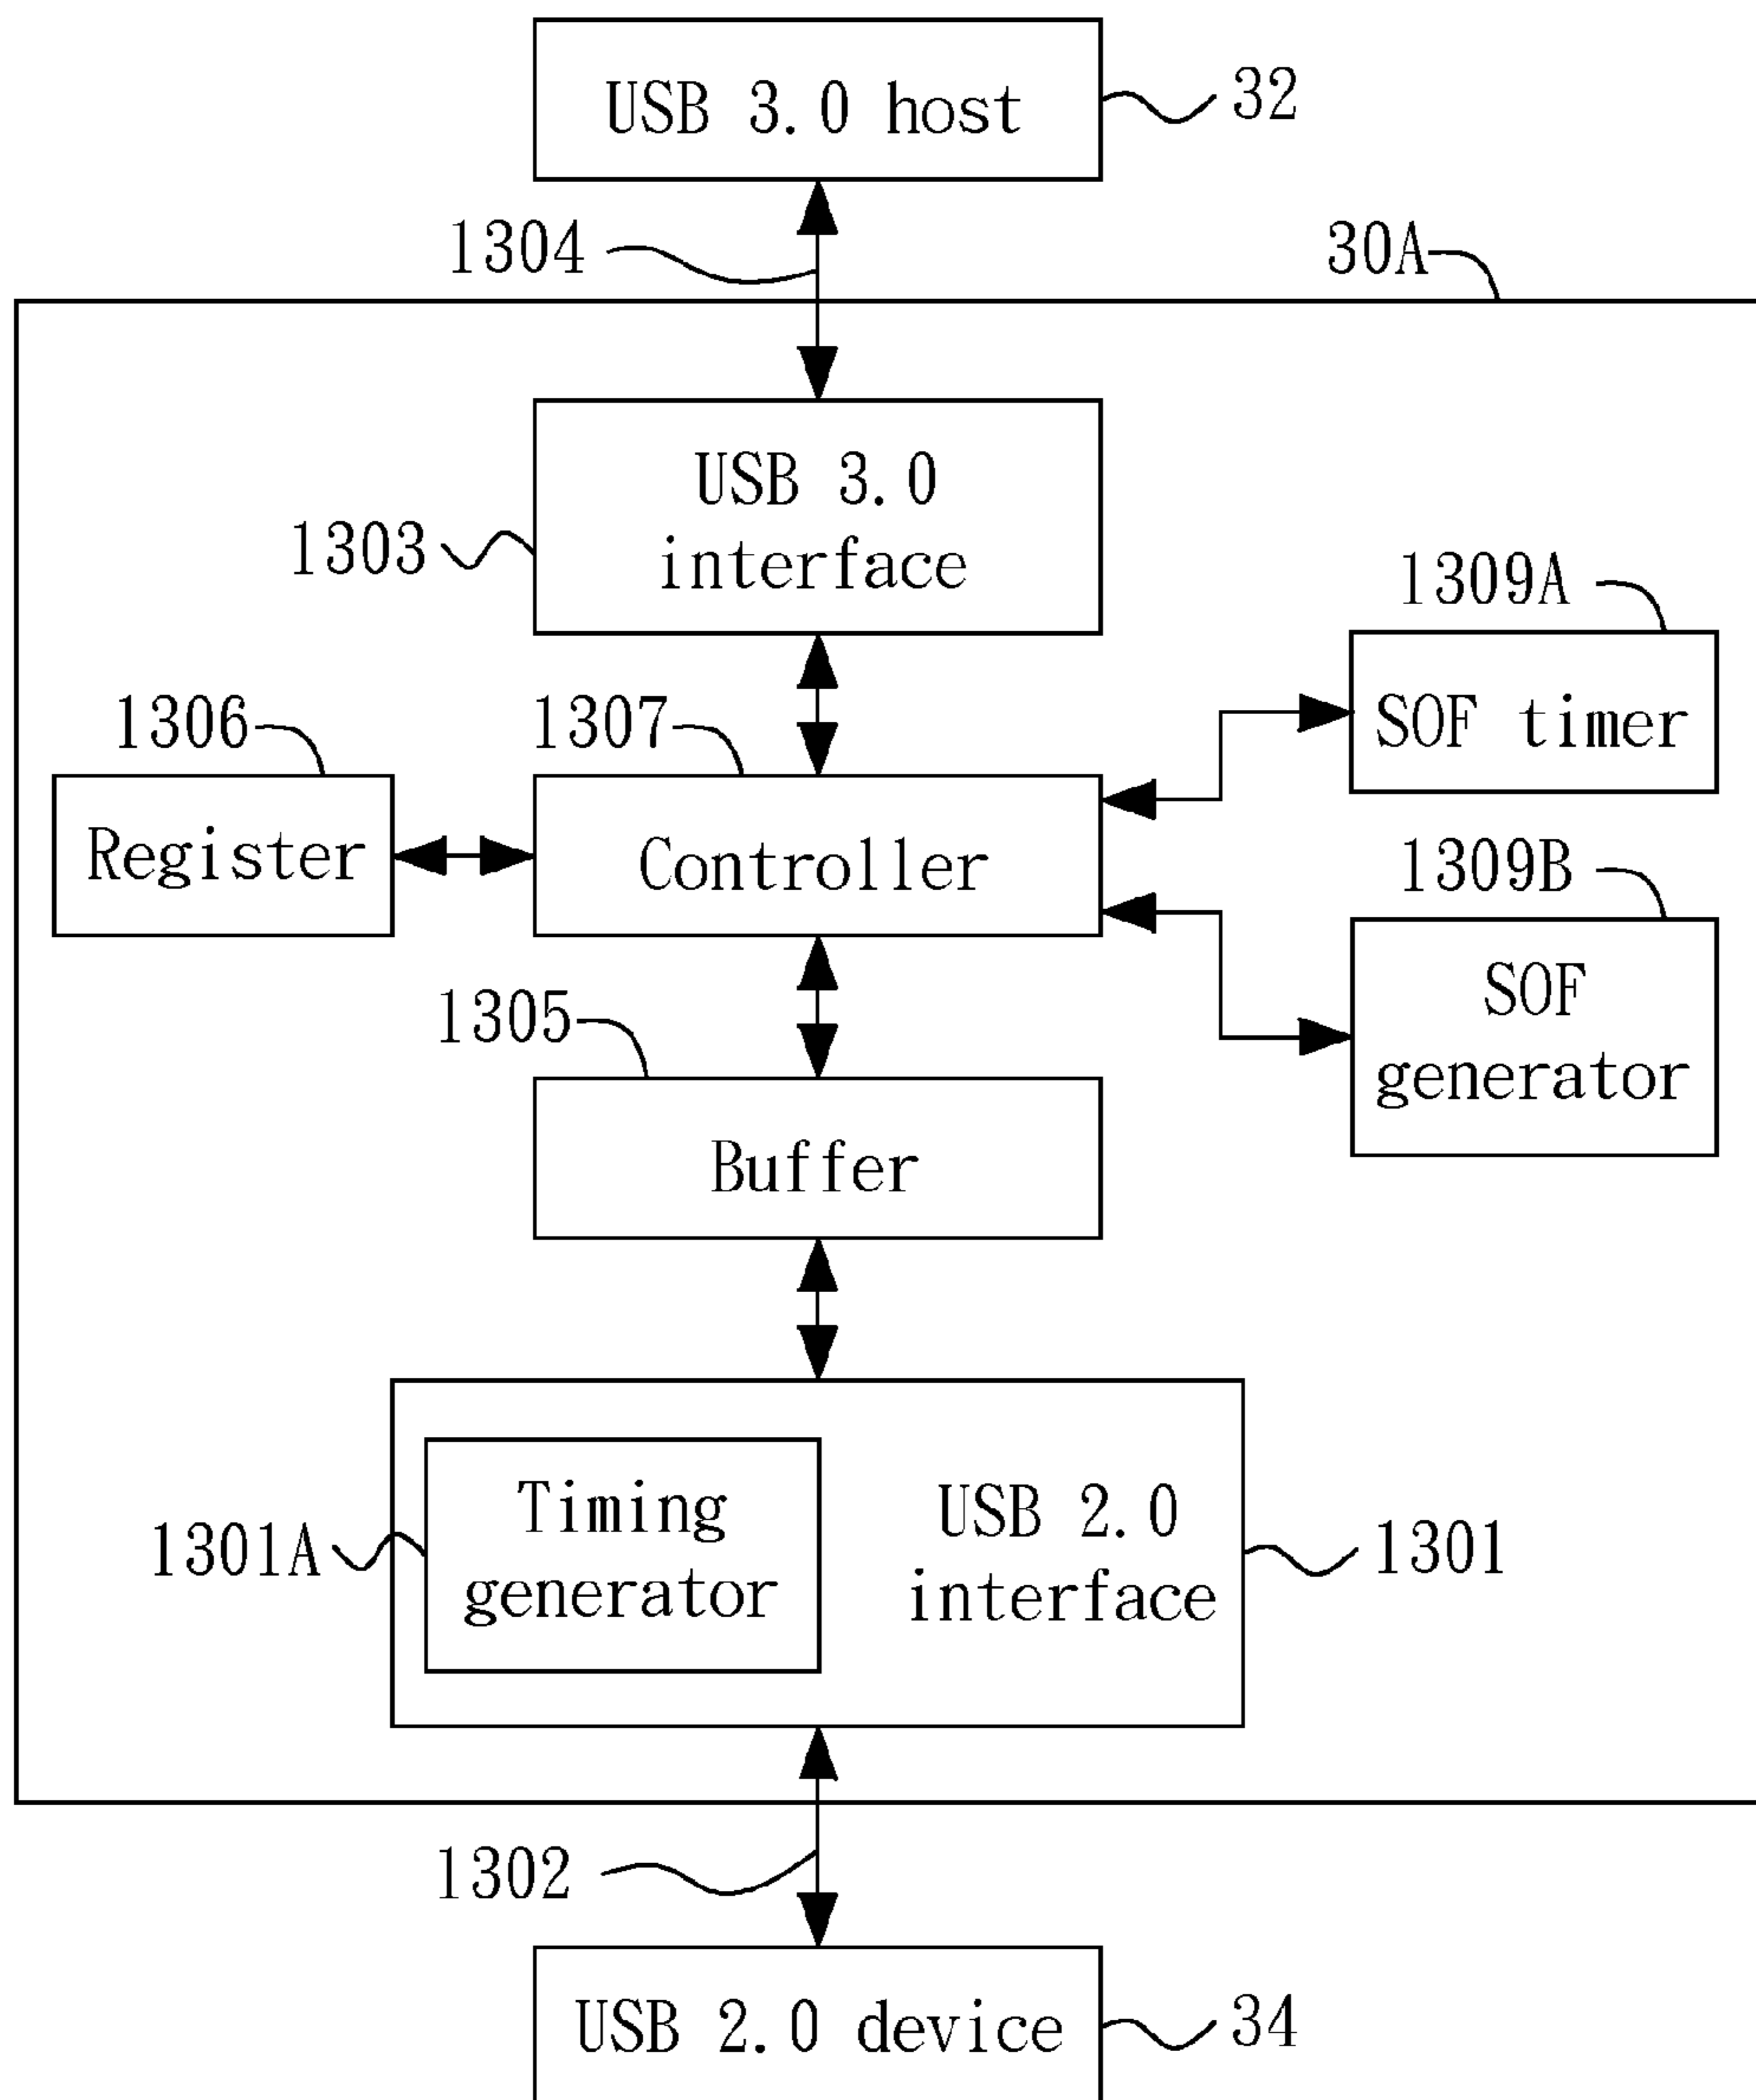 USB 3.0 host
32
1304
30A
USB 3.0
interface
1303
1309A
SOF timer
1306
1307
Register
Controller
1309B
SOF
generator
1305
Buffer
Timing
generator
USB 2.0
interface
1301A
1301
1302
USB 2.0 device
34